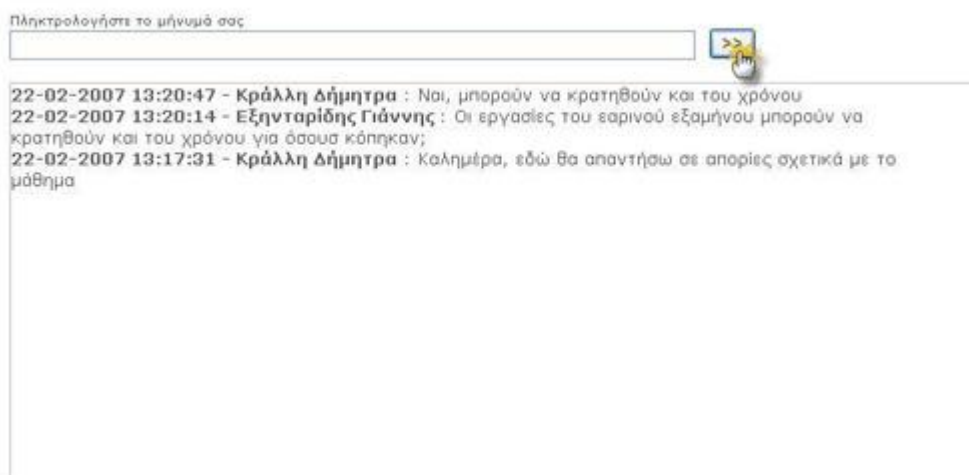 Πληκτρολογήστε το μήνυμά σας
>>
22-02-2007 13:20:47 - Κράλλη Δήμητρα : Ναι, μπορούν να κρατηθούν και του χρόνου
22-02-2007 13:20:14 - Εξηνταρίδης Γιάννης : Οι εργασίες του εαρινού εξαμήνου μπορούν να
κρατηθούν και του χρόνου για όσουσ κόπηκαν;
22-02-2007 13:17:31 - Κράλλη Δήμητρα : Καλημέρα, εδώ θα απαντήσω σε απορίες σχετικά με το
μάθημα